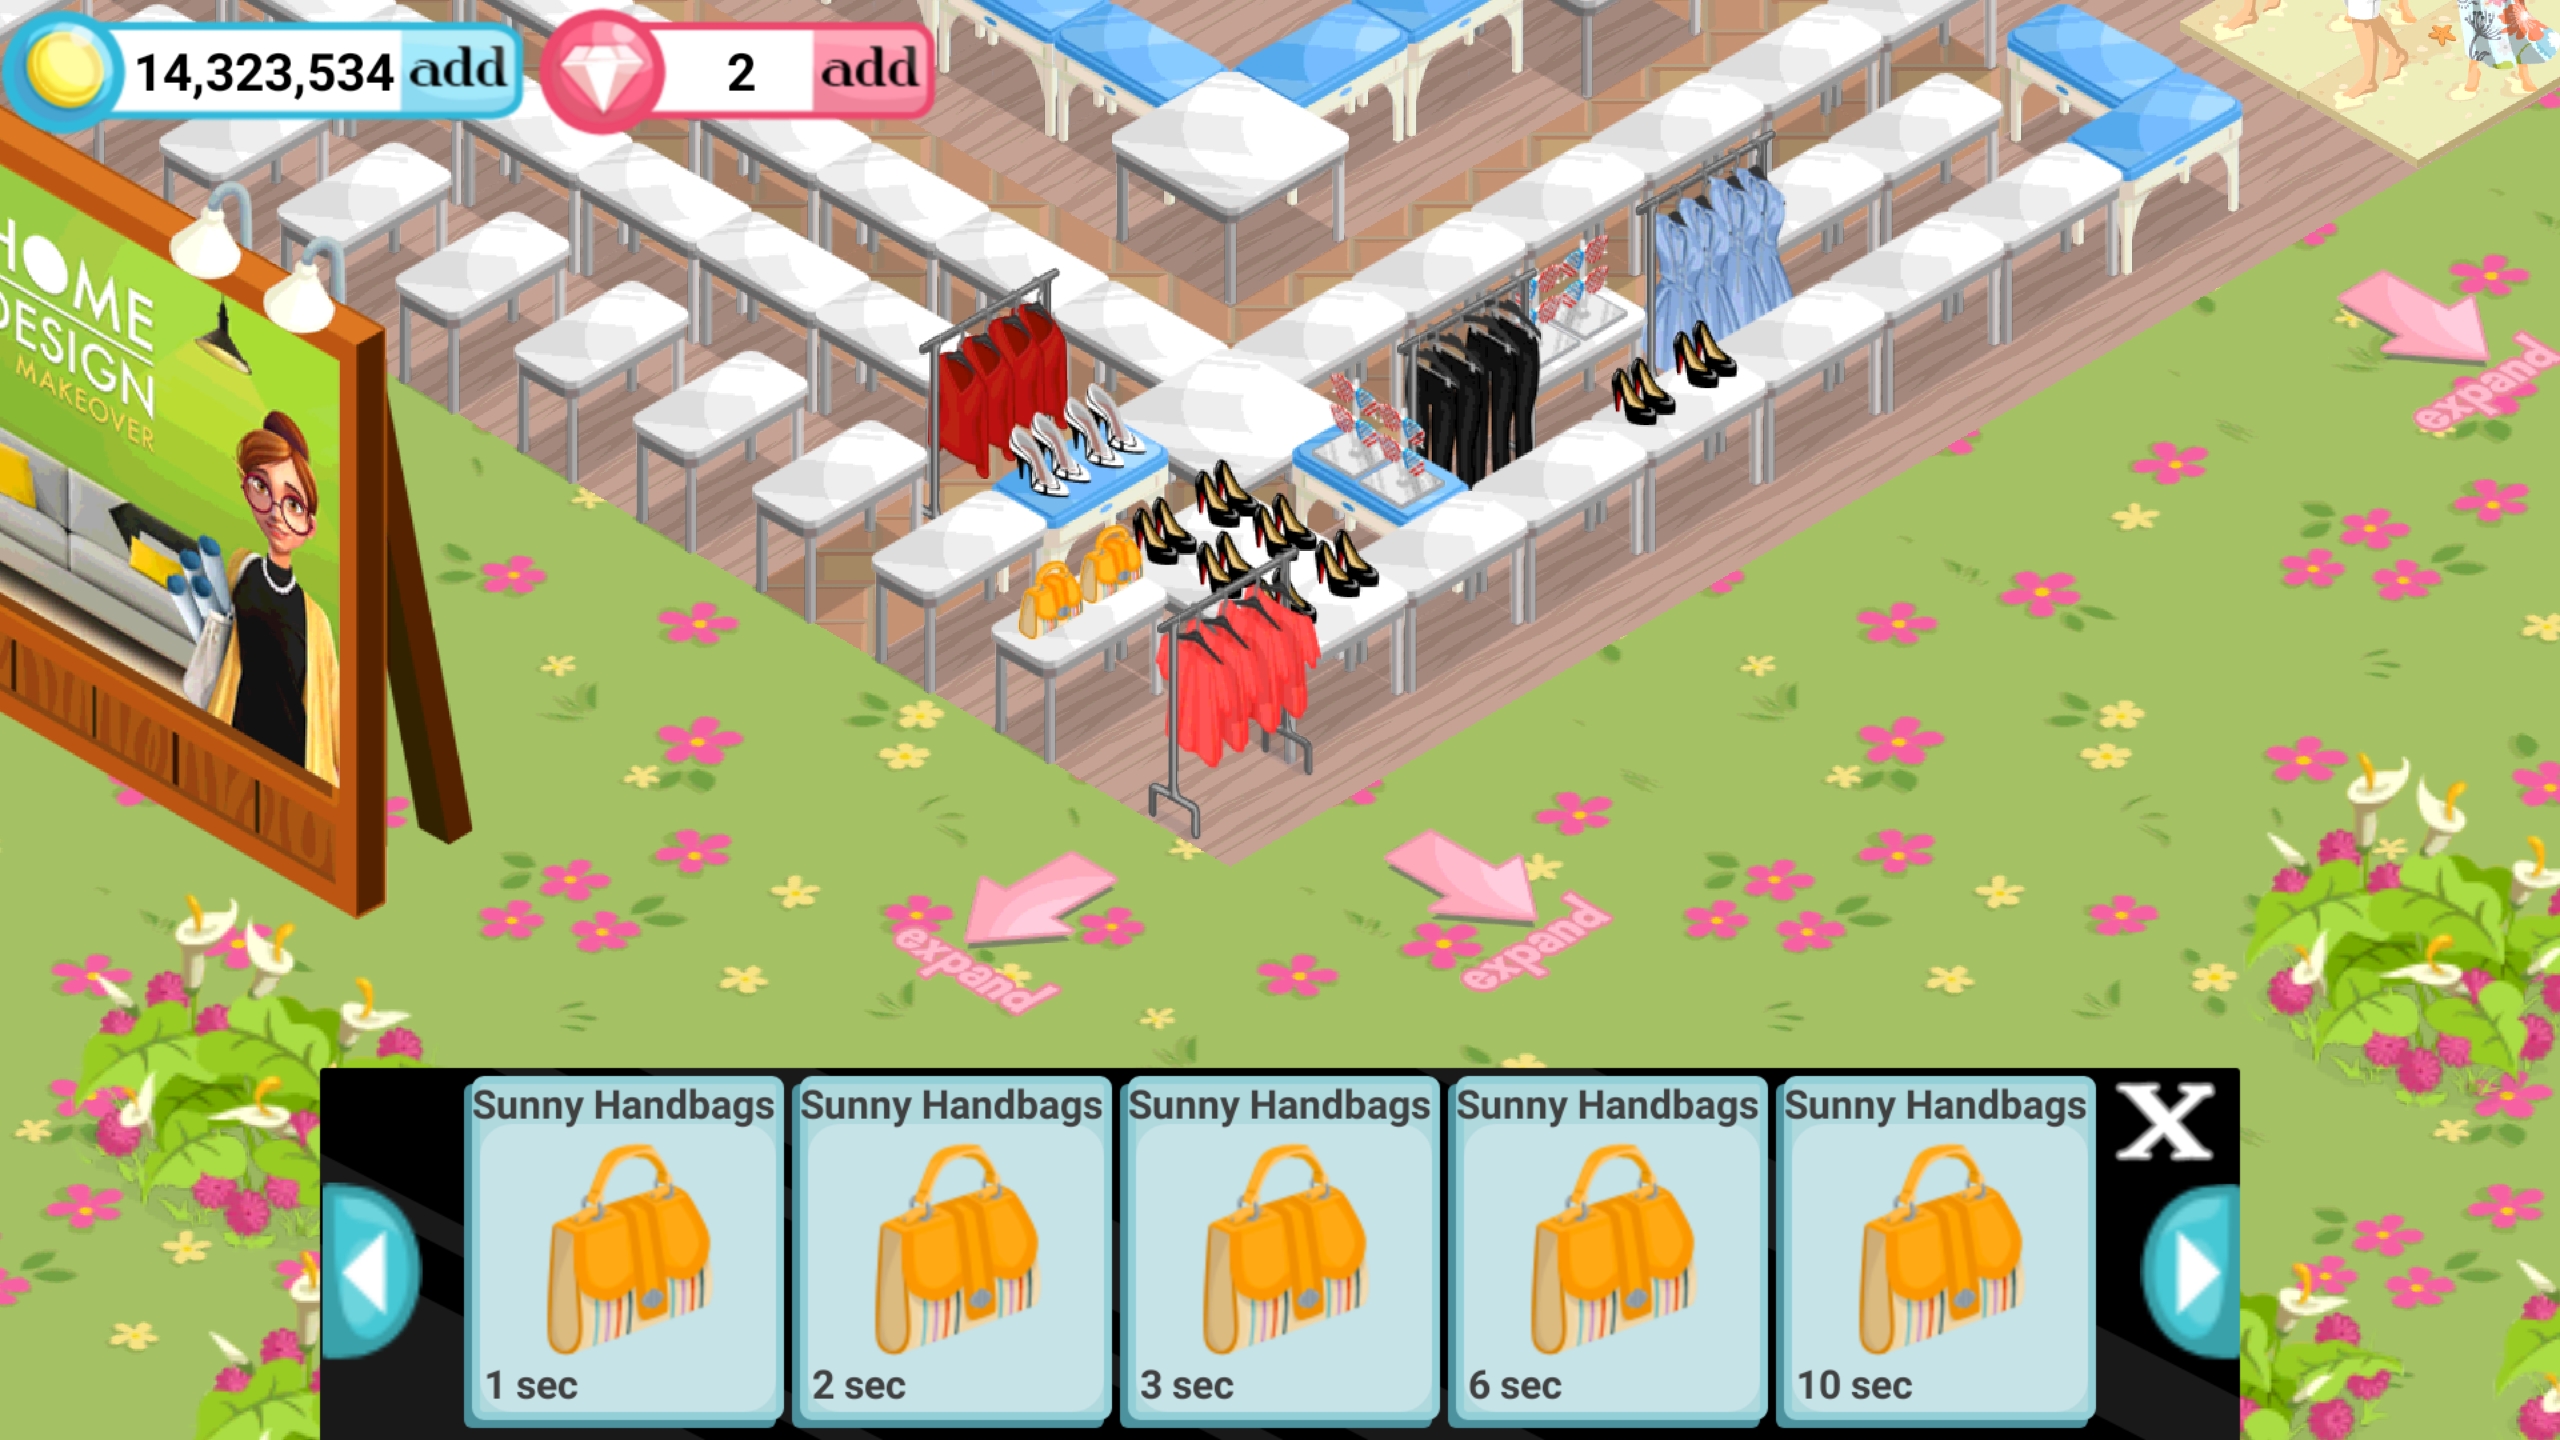 14,323,534 add
2 add
HOME
DESIGN
MAKEOVER
expand
expand
expand
Sunny Handbags
1 sec
Sunny Handbags
2 sec
Sunny Handbags
3 sec
Sunny Handbags
6 sec
Sunny Handbags
10 sec
X